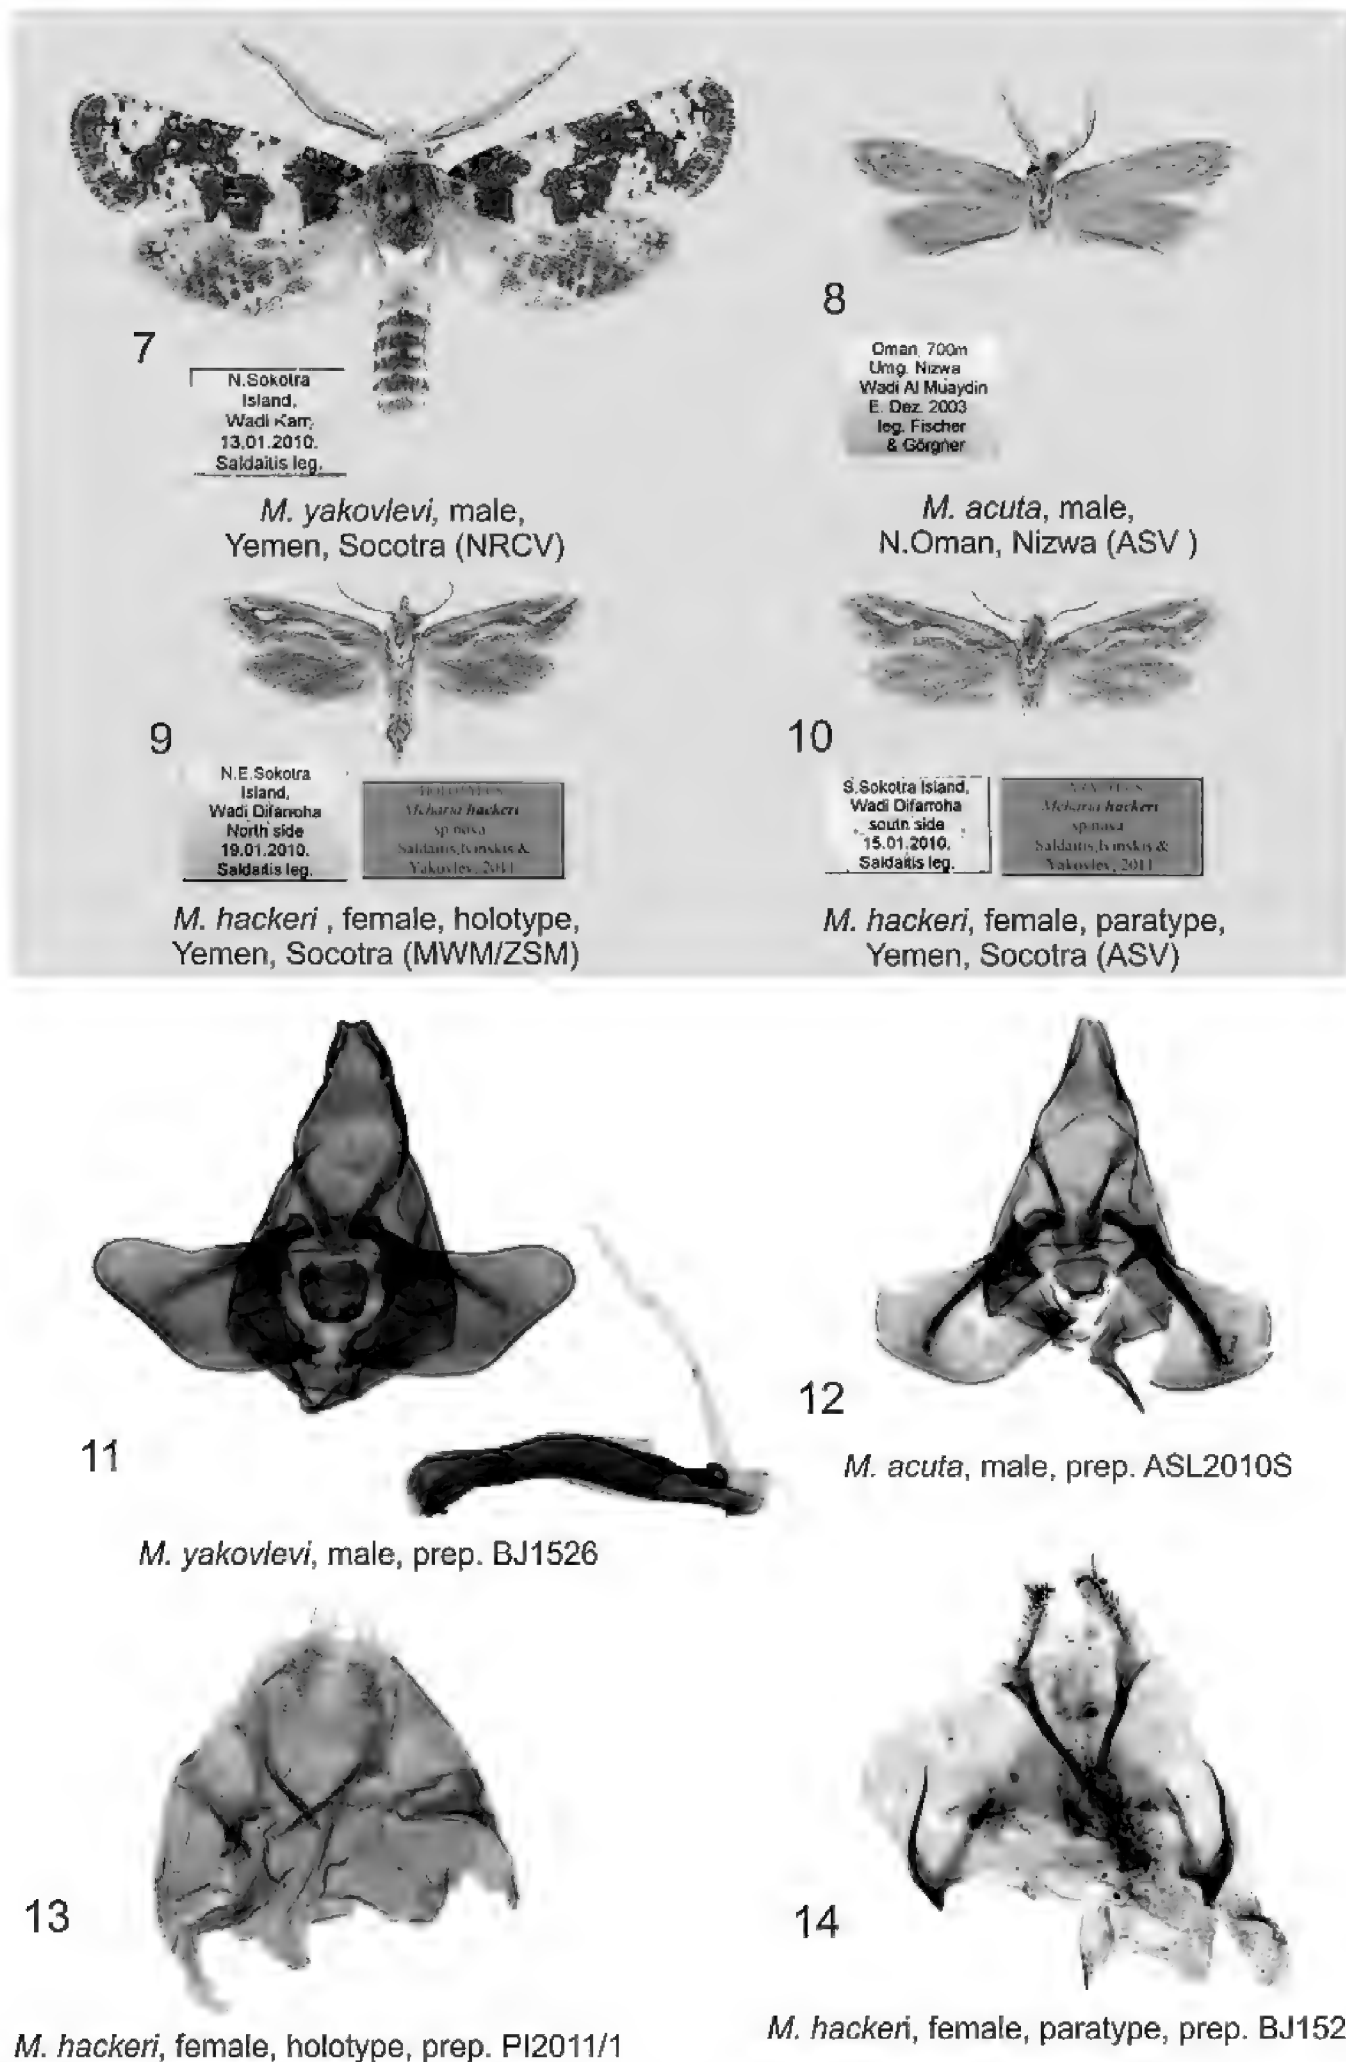 7
N.Sokotra
Island,
Wadi Karr,
13.01.2010.
Saldaitis leg.
M. yakovlevi, male,
Yemen, Socotra (NRCV)
8
Oman, 700m
Umg. Nizwa
Wadi Al Muaydin
E. Dez. 2003
leg. Fischer
& Görgner
M. acuta, male,
N.Oman, Nizwa (ASV )
9
N.E.Sokotra
Island,
Wadi Difarroha
North side
19.01.2010.
Saldaitis leg.
HOLOTYPUS
Meharia hackeri
sp.nova
Saldaitis,Ivinskis &
Yakovlev, 2011
M. hackeri , female, holotype,
Yemen, Socotra (MWM/ZSM)
10
S.Sokotra Island,
Wadi Difarroha
south side
15.01.2010.
Saldaitis leg.
Meharia hackeri
sp.nova
Saldaitis,Ivinskis &
Yakovlev, 2011
M. hackeri, female, paratype,
Yemen, Socotra (ASV)
11
M. yakovlevi, male, prep. BJ1526
12
M. acuta, male, prep. ASL2010S
13
M. hackeri, female, holotype, prep. PI2011/1
14
M. hackeri, female, paratype, prep. BJ152